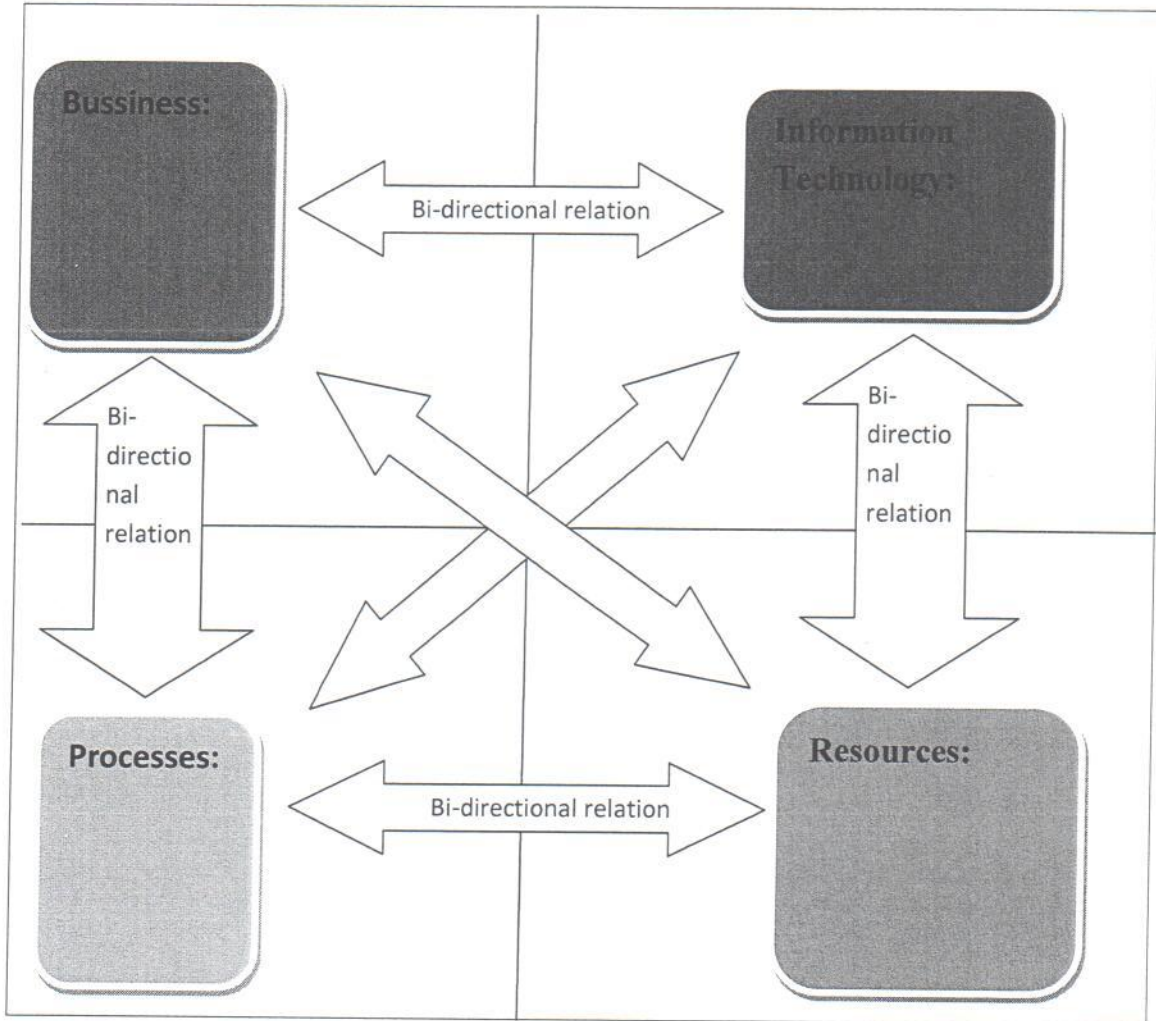 Bussiness:
Information
Technology:
Bi-directional relation
Bi-
directio
nal
relation
Bi-
directio
nal
relation
Processes:
Resources:
Bi-directional relation